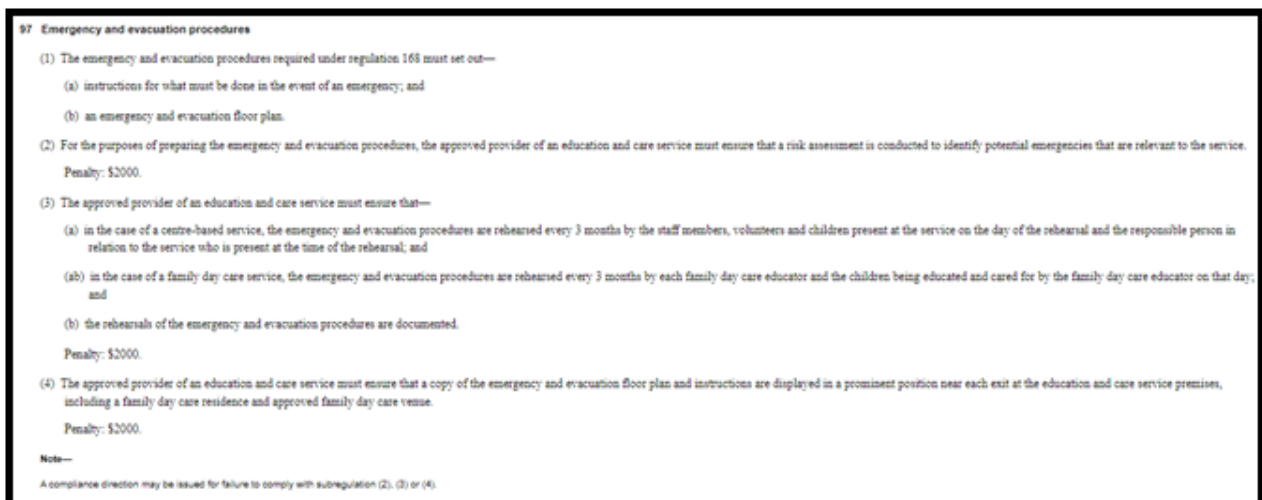 97 Emergency and evacuation procedures
(1) The emergency and evacuation procedures required under regulation 168 must set out—
(a) instructions for what must be done in the event of an emergency; and
(b) an emergency and evacuation floor plan.
(2) For the purposes of preparing the emergency and evacuation procedures, the approved provider of an education and care service must ensure that a risk assessment is conducted to identify potential emergencies that are relevant to the service.
Penalty: $2000.
(3) The approved provider of an education and care service must ensure that—
(a) in the case of a centre-based service, the emergency and evacuation procedures are rehearsed every 3 months by the staff members, volunteers and children present at the service on the day of the rehearsal and the responsible person in
relation to the service who is present at the time of the rehearsal; and
(ab) in the case of a family day care service, the emergency and evacuation procedures are rehearsed every 3 months by each family day care educator and the children being educated and cared for by the family day care educator on that day;
and
(b) the rehearsals of the emergency and evacuation procedures are documented.
Penalty: $2000.
(4) The approved provider of an education and care service must ensure that a copy of the emergency and evacuation floor plan and instructions are displayed in a prominent position near each exit at the education and care service premises,
including a family day care residence and approved family day care venue.
Penalty: $2000.
Note—
A compliance direction may be issued for failure to comply with subregulation (2), (3) or (4).